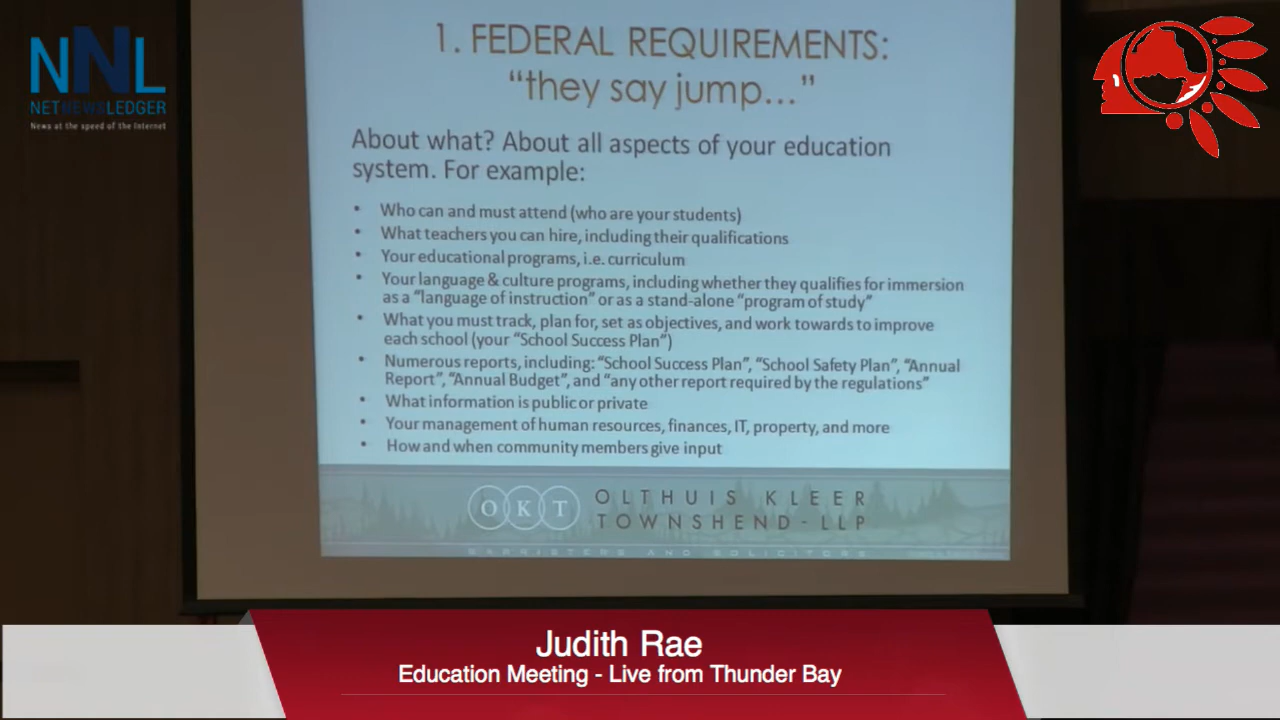 NNL
NETNEWSLEDGER
News at the speed of the Internet
1. FEDERAL REQUIREMENTS:
“they say jump...”
About what? About all aspects of your education
system. For example:
• Who can and must attend (who are your students)
• What teachers you can hire, including their qualifications
• Your educational programs, i.e. curriculum
• Your language & culture programs, including whether they qualifies for immersion
as a “language of instruction” or as a stand-alone “program of study”
• What you must track, plan for, set as objectives, and work towards to improve
each school (your “School Success Plan”)
• Numerous reports, including: “School Success Plan”, “School Safety Plan”, “Annual
Report”, “Annual Budget”, and “any other report required by the regulations”
• What information is public or private
• Your management of human resources, finances, IT, property, and more
• How and when community members give input
OKT
OLTHUIS KLEER
TOWNSHEND - LLP
BARRISTERS AND SOLICITORS
Judith Rae
Education Meeting - Live from Thunder Bay